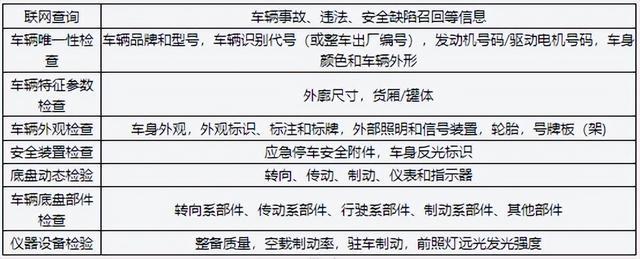 联网查询
车辆事故、违法、安全缺陷召回等信息
车辆唯一性检
查
车辆品牌和型号，车辆识别代号（或整车出厂编号），发动机号码/驱动电机号码，车身
颜色和车辆外形
车辆特征参数
检查
外廓尺寸，货厢/罐体
车辆外观检查
车身外观，外观标识、标注和标牌，外部照明和信号装置，轮胎，号牌板（架）
安全装置检查
应急停车安全附件，车身反光标识
底盘动态检验
转向、传动、制动、仪表和指示器
车辆底盘部件
检查
转向系部件、传动系部件、行驶系部件、制动系部件、其他部件
仪器设备检验
整备质量，空载制动率，驻车制动，前照灯远光发光强度